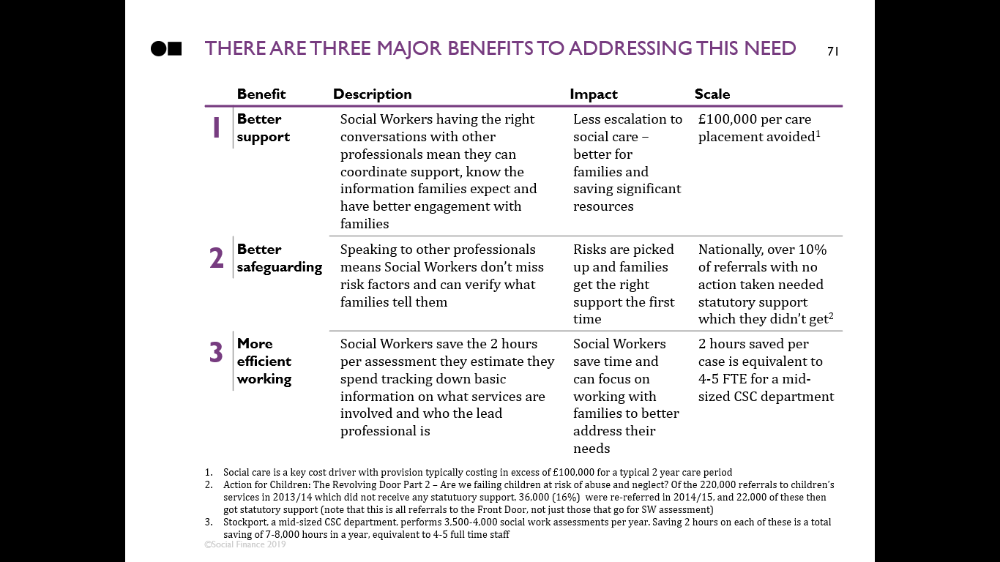 THERE ARE THREE MAJOR BENEFITS TO ADDRESSING THIS NEED
71
Benefit
Description
Impact
Scale
1
Better
support
Social Workers having the right
conversations with other
professionals mean they can
coordinate support, know the
information families expect and
have better engagement with
families
Less escalation to
social care –
better for
families and
saving significant
resources
£100,000 per care
placement avoided1
2
Better
safeguarding
Speaking to other professionals
means Social Workers don’t miss
risk factors and can verify what
families tell them
Risks are picked
up and families
get the right
support the first
time
Nationally, over 10%
of referrals with no
action taken needed
statutory support
which they didn’t get2
3
More
efficient
working
Social Workers save the 2 hours
per assessment they estimate they
spend tracking down basic
information on what services are
involved and who the lead
professional is
Social Workers
save time and
can focus on
working with
families to better
address their
needs
2 hours saved per
case is equivalent to
4-5 FTE for a mid-
sized CSC department
1. Social care is a key cost driver with provision typically costing in excess of £100,000 for a typical 2 year care period
2. Action for Children: The Revolving Door Part 2 – Are we failing children at risk of abuse and neglect? Of the 220,000 referrals to children’s
services in 2013/14 which did not receive any statutuory support, 36,000 (16%) were re-referred in 2014/15, and 22,000 of these then
got statutory support (note that this is all referrals to the Front Door, not just those that go for SW assessment)
3. Stockport, a mid-sized CSC department, performs 3,500-4,000 social work assessments per year. Saving 2 hours on each of these is a total
saving of 7-8,000 hours in a year, equivalent to 4-5 full time staff
©Social Finance 2019